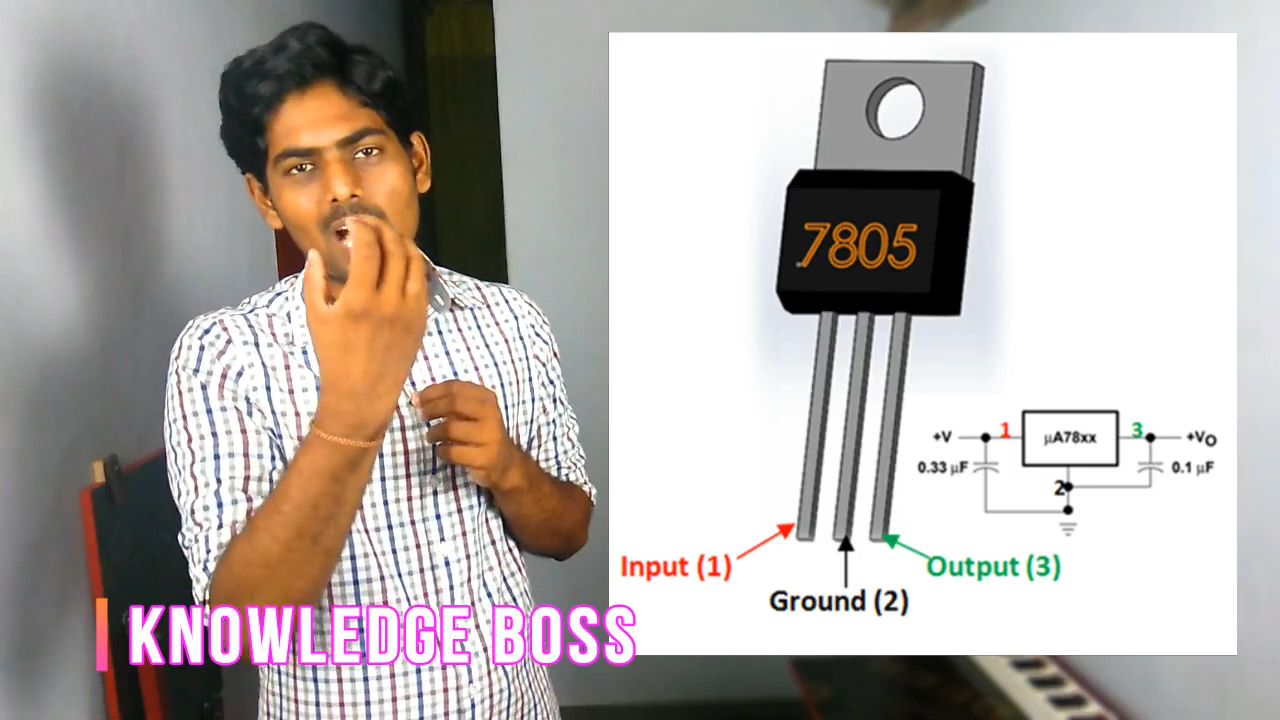 7805
+V 1 µA78xx 3 +VO
0.33 µF 0.1 µF
2
Input (1)
Output (3)
Ground (2)
KNOWLEDGE BOSS